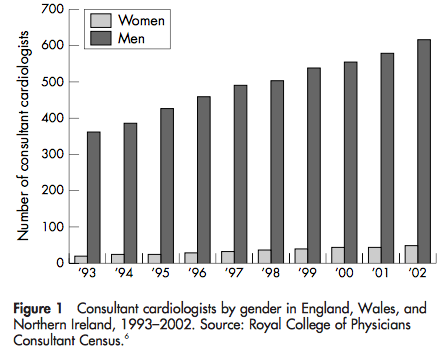 700
600
500
400
300
200
100
0
Number of consultant cardiologists
Women
Men
'93 '94 '95 '96 '97 '98 '99 '00 '01 '02
Figure 1 Consultant cardiologists by gender in England, Wales, and
Northern Ireland, 1993–2002. Source: Royal College of Physicians
Consultant Census.⁶